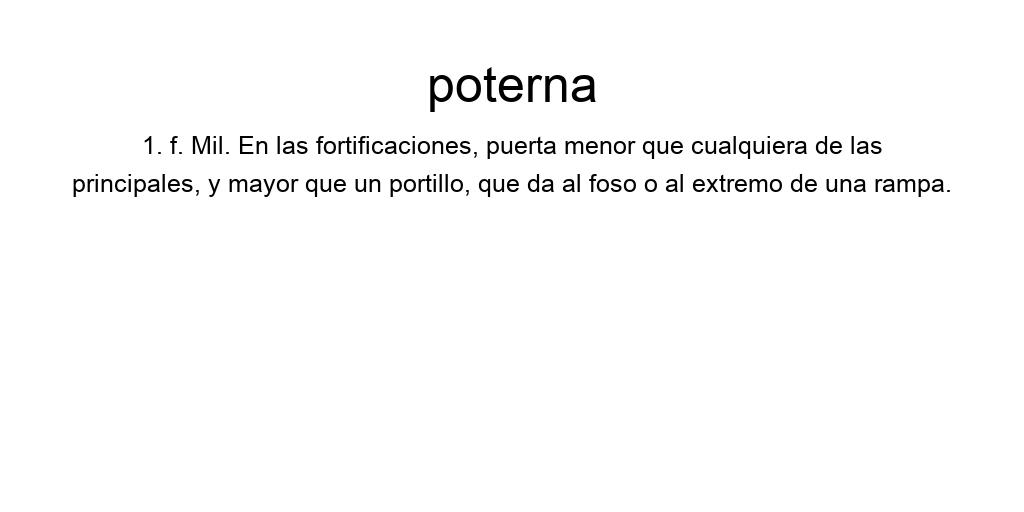 poterna
1. f. Mil. En las fortificaciones, puerta menor que cualquiera de las
principales, y mayor que un portillo, que da al foso o al extremo de una rampa.